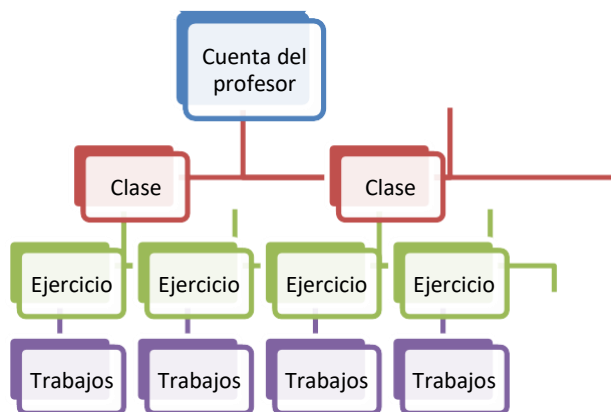 Cuenta del
profesor
Clase
Clase
Ejercicio
Ejercicio
Ejercicio
Ejercicio
Trabajos
Trabajos
Trabajos
Trabajos